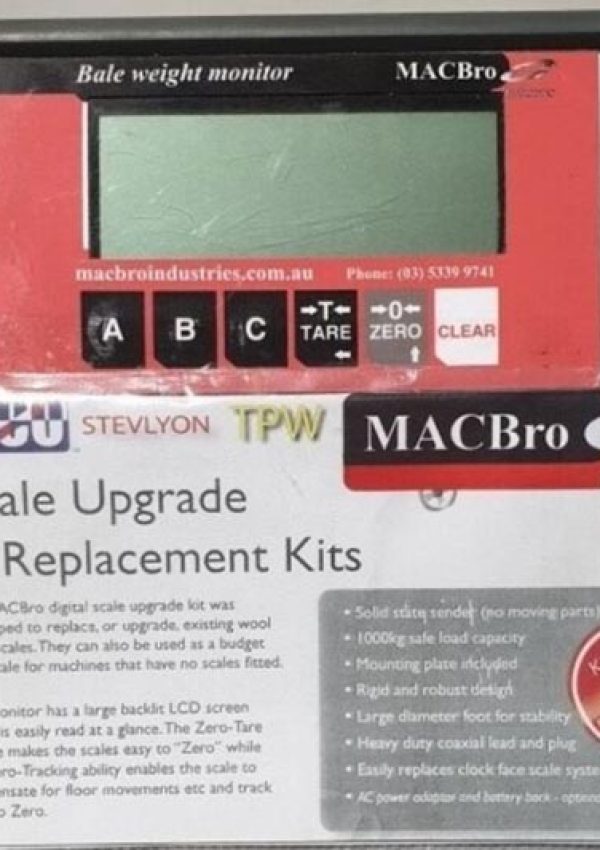 Bale weight monitor MACBro
macbroindustries.com.au Phone: (03) 5339 9741
A B C →T← TARE ← →0← ZERO ↑ CLEAR
STEVLYON TPW MACBro
ale Upgrade
Replacement Kits
ACBro digital scale upgrade kit was
ped to replace, or upgrade, existing wool
cales. They can also be used as a budget
ale for machines that have no scales fitted.
onitor has a large backlit LCD screen
is easily read at a glance. The Zero-Tare
e makes the scales easy to "Zero" while
ro-Tracking ability enables the scale to
ensate for floor movements etc and track
o Zero.
• Solid state sender (no moving parts)
• 1000kg safe load capacity
• Mounting plate included
• Rigid and robust design
• Large diameter foot for stability
• Heavy duty coaxial lead and plug
• Easily replaces clock face scale syste
• AC power adaptor and battery back - optiona